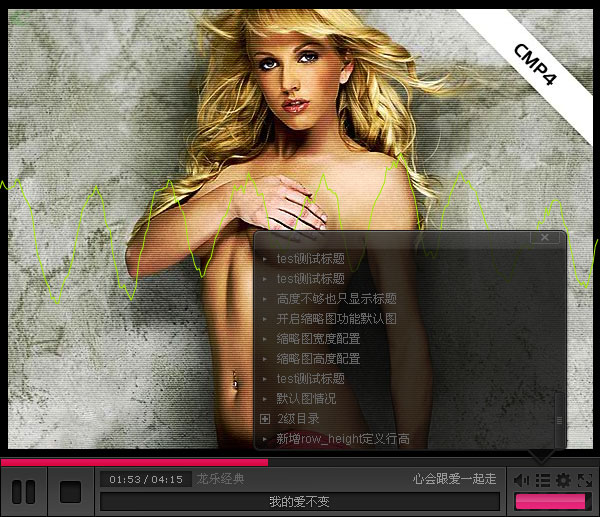 CMP4
test测试标题
test测试标题
高度不够也只显示标题
开启缩略图功能默认图
缩略图宽度配置
缩略图高度配置
test测试标题
默认图情况
2级目录
新增row_height定义行高
01:53 / 04:15 龙乐经典 心会跟爱一起走
我的爱不变